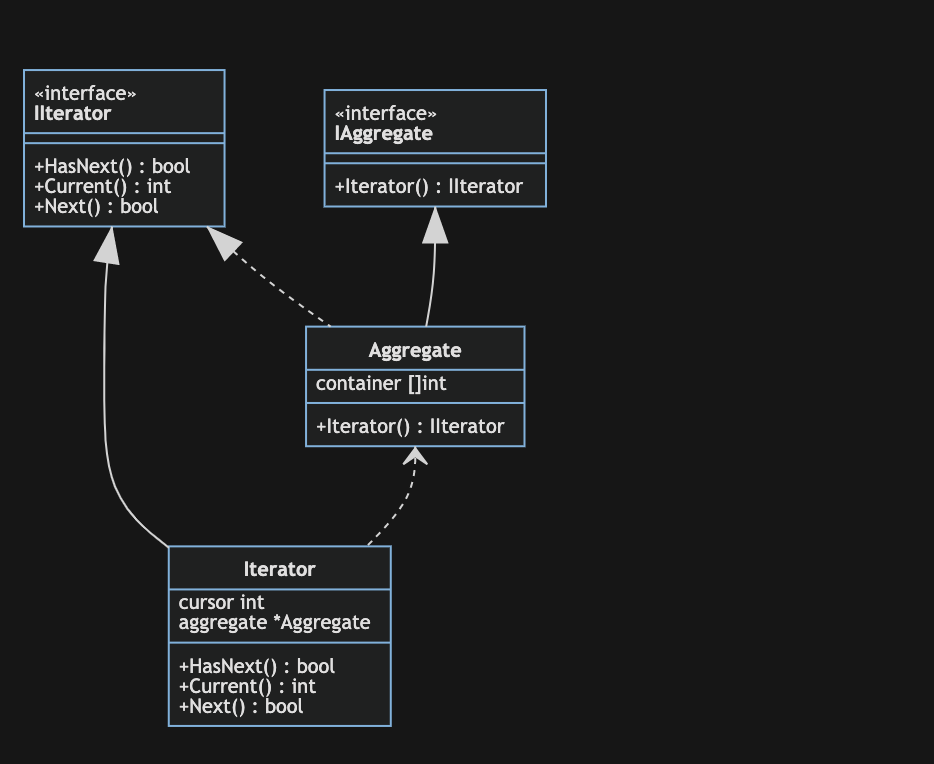 «interface»
IIterator
+HasNext() : bool
+Current() : int
+Next() : bool
«interface»
IAggregate
+Iterator() : IIterator
Aggregate
container []int
+Iterator() : IIterator
Iterator
cursor int
aggregate *Aggregate
+HasNext() : bool
+Current() : int
+Next() : bool